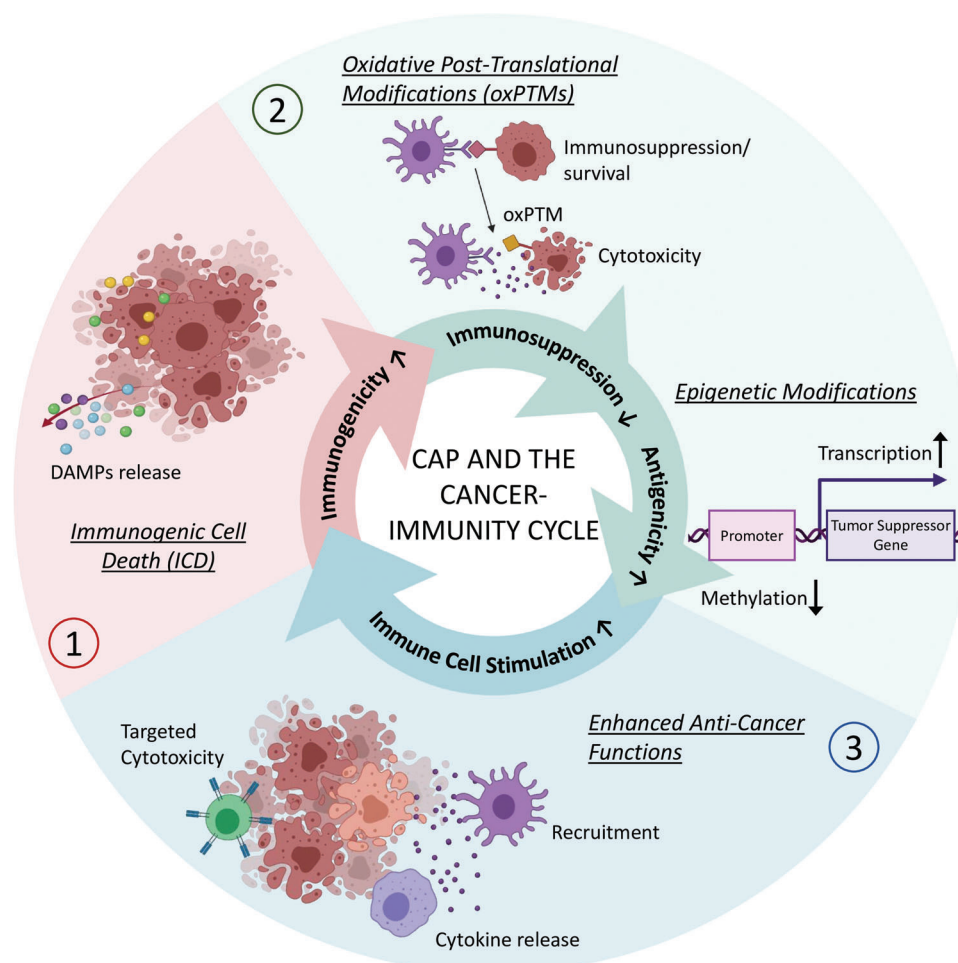 CAP AND THE
CANCER-
IMMUNITY CYCLE
1
Immunogenic Cell
Death (ICD)
DAMPs release
Immunogenicity ↑
2
Oxidative Post-Translational
Modifications (oxPTMs)
Immunosuppression/
survival
oxPTM
Cytotoxicity
Immunosuppression ↓
Epigenetic Modifications
Transcription ↑
Promoter
Tumor Suppressor
Gene
Methylation ↓
Antigenicity ↑
3
Enhanced Anti-Cancer
Functions
Targeted
Cytotoxicity
Recruitment
Cytokine release
Immune Cell Stimulation ↑